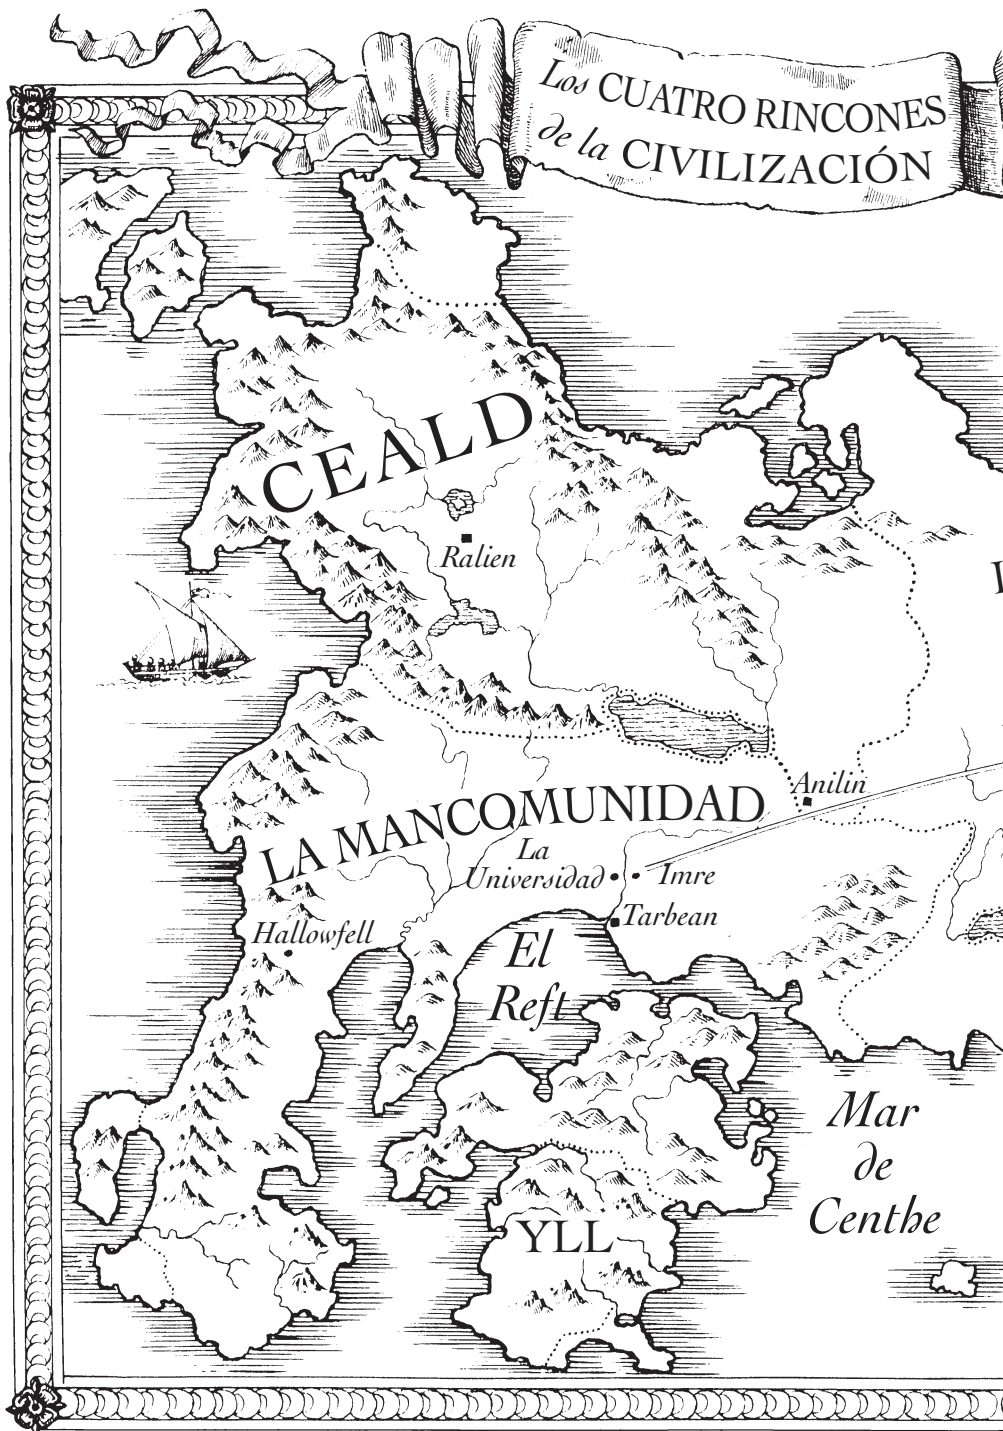 Los CUATRO RINCONES
de la CIVILIZACIÓN
CEALD
Ralien
Anilin
LA MANCOMUNIDAD
La
Universidad
Imre
Tarbean
Hallowfell
El
Reft
Mar
de
Centhe
YLL